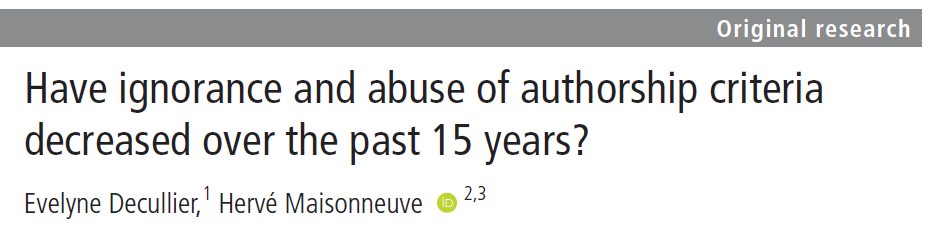 Original research
Have ignorance and abuse of authorship criteria
decreased over the past 15 years?
Evelyne Decullier,1 Hervé Maisonneuve iD 2,3